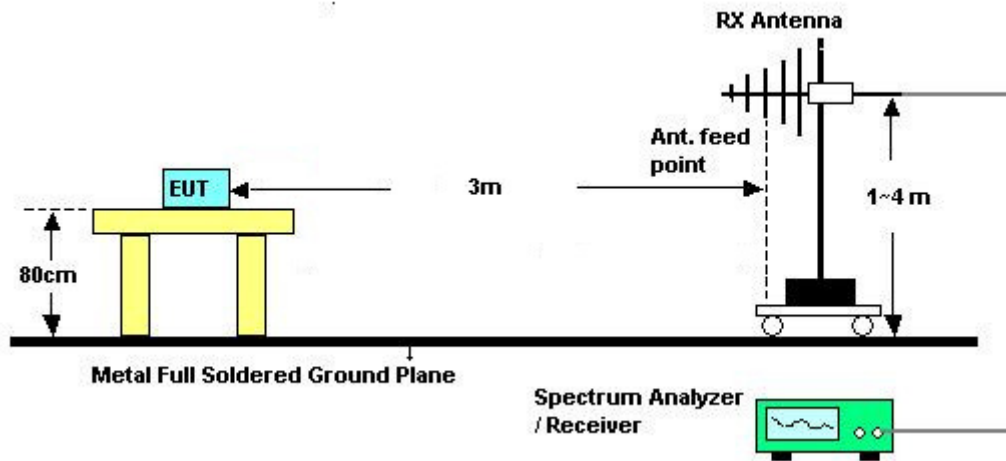 RX Antenna
Ant. feed
point
EUT
3m
1~4 m
80cm
Metal Full Soldered Ground Plane
Spectrum Analyzer
/ Receiver